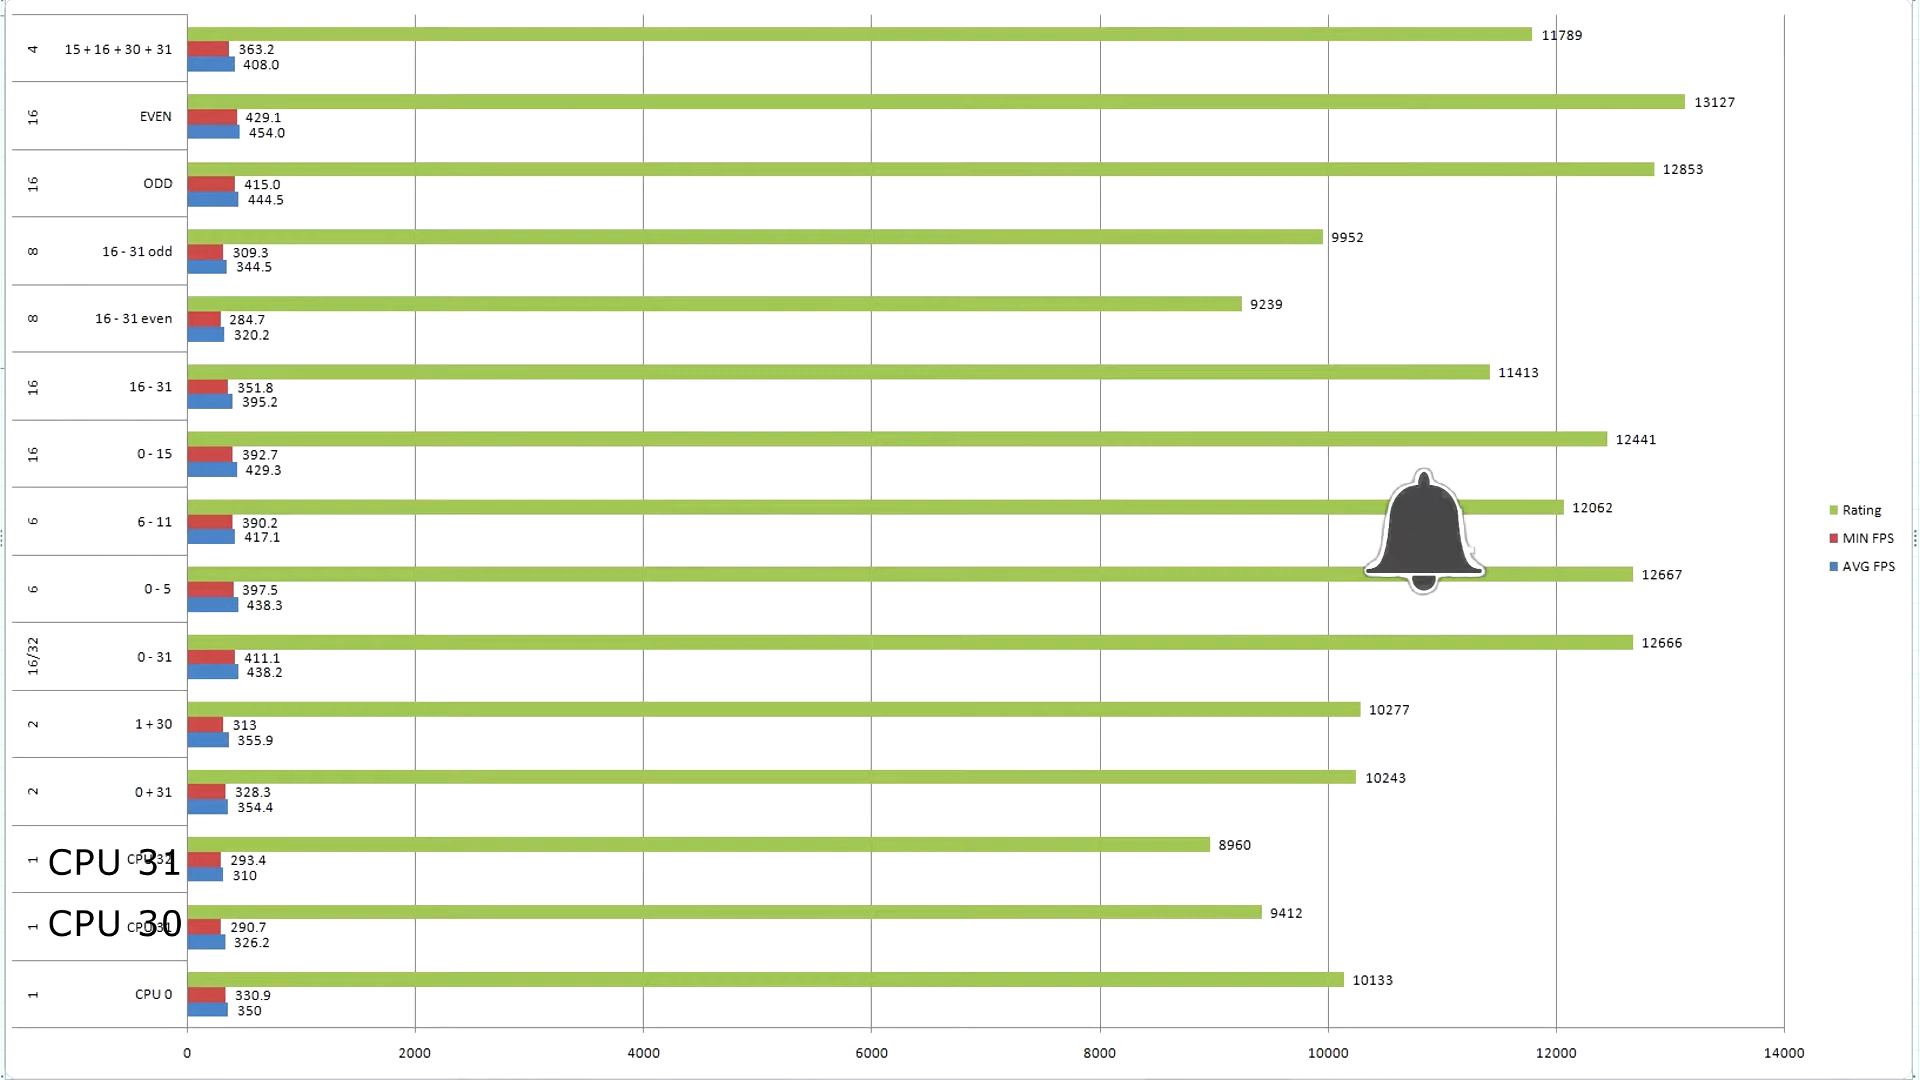 4 15 + 16 + 30 + 31 11789
363.2
408.0
16 EVEN 13127
429.1
454.0
16 ODD 12853
415.0
444.5
8 16 - 31 odd 9952
309.3
344.5
8 16 - 31 even 9239
284.7
320.2
16 16 - 31 11413
351.8
395.2
16 0 - 15 12441
392.7
429.3
6 6 - 11 12062
390.2
417.1
6 0 - 5 12667
397.5
438.3
16/32 0 - 31 12666
411.1
438.2
2 1 + 30 10277
313
355.9
2 0 + 31 10243
328.3
354.4
1 CPU 32 CPU 31 8960
293.4
310
1 CPU 31 CPU 30 9412
290.7
326.2
1 CPU 0 10133
330.9
350
0 2000 4000 6000 8000 10000 12000 14000
Rating
MIN FPS
AVG FPS